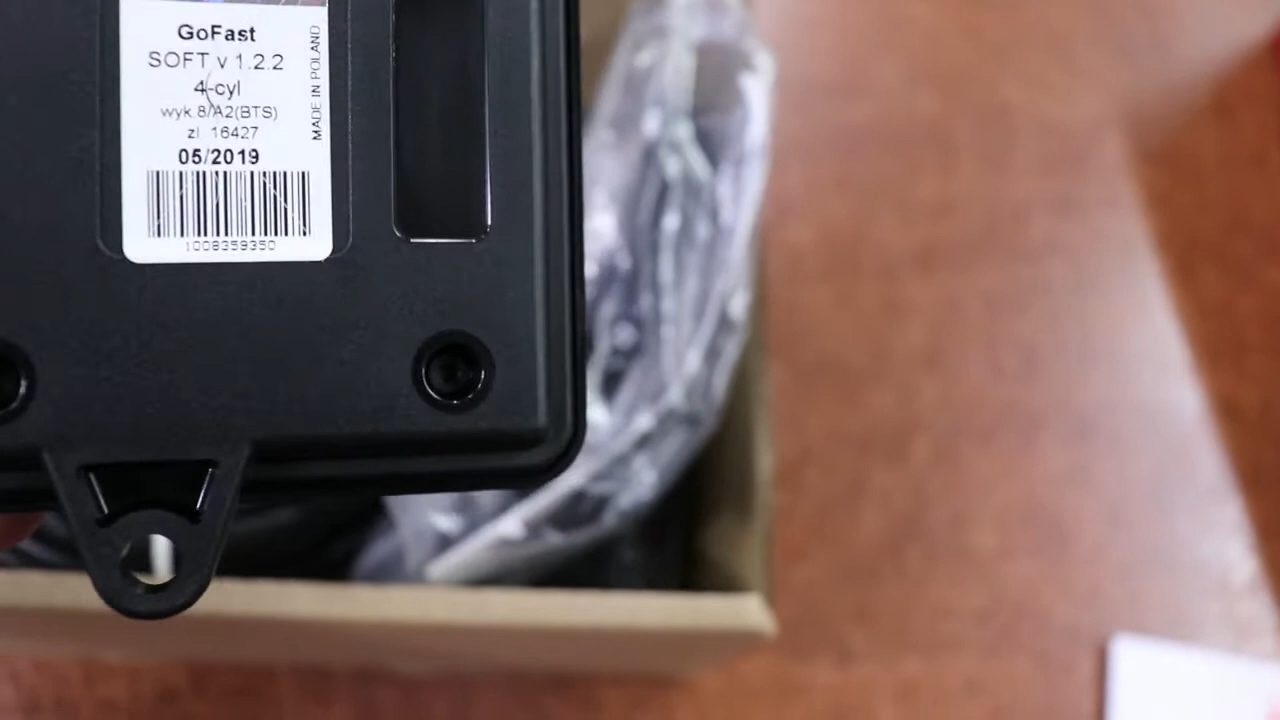 GoFast
SOFT v 1.2.2
4-cyl
wyk.8/A2(BTS)
zl 16427
05/2019
1008359350
MADE IN POLAND